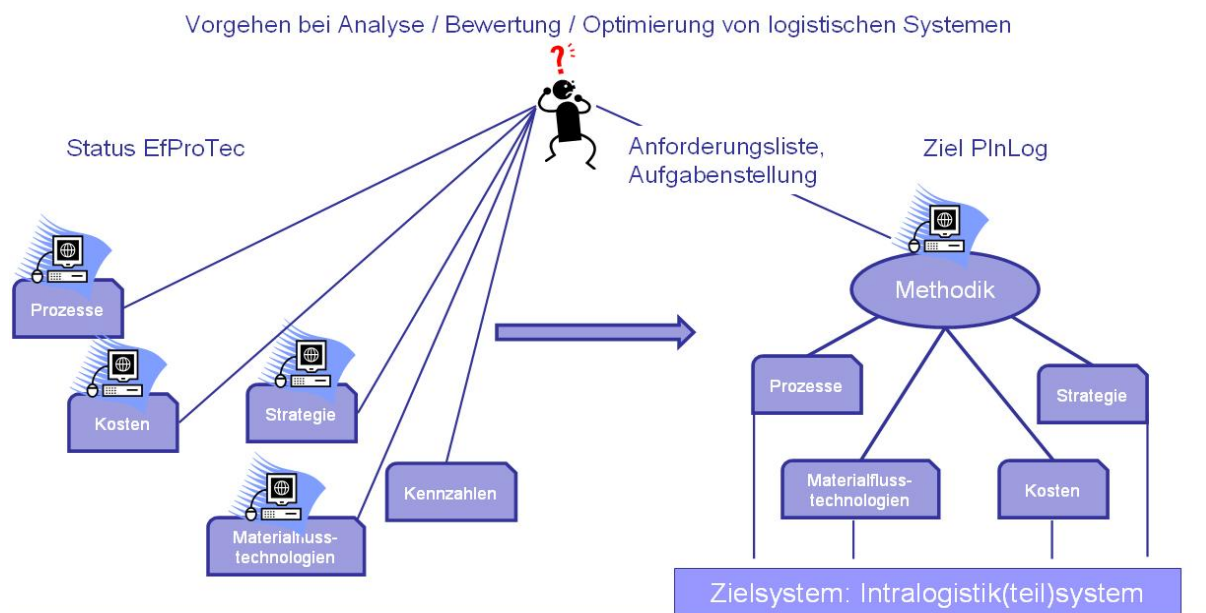 Vorgehen bei Analyse / Bewertung / Optimierung von logistischen Systemen
?
Status EfProTec
Anforderungsliste,
Aufgabenstellung
Ziel PlnLog
Prozesse
Kosten
Strategie
Kennzahlen
Materialfluss-
technologien
Methodik
Prozesse
Strategie
Materialfluss-
technologien
Kosten
Zielsystem: Intralogistik(teil)system